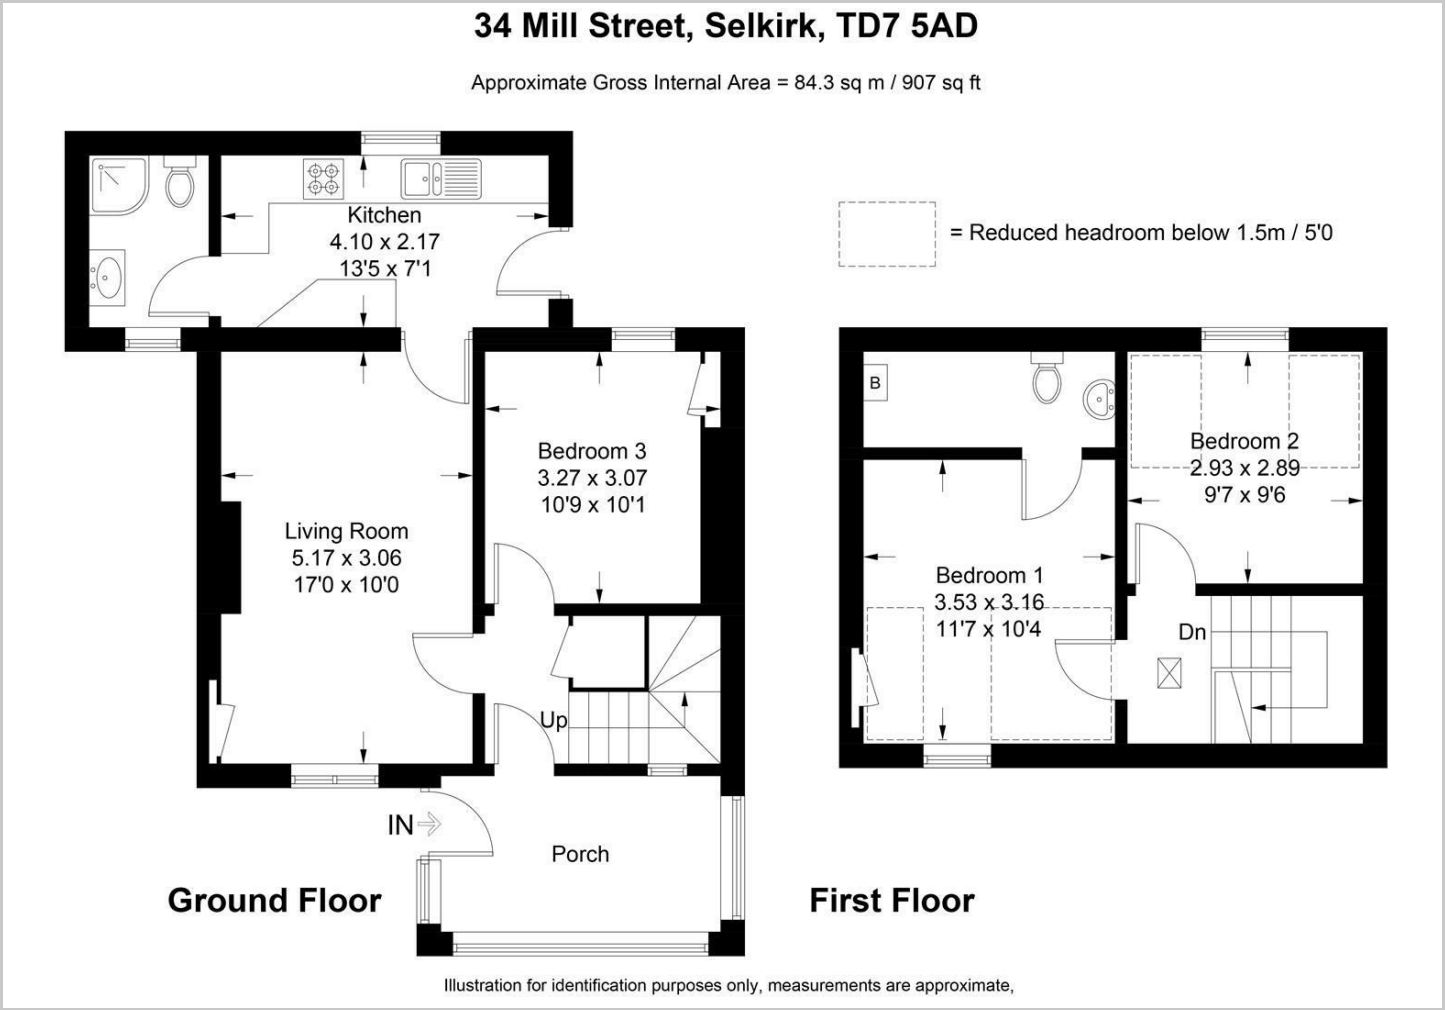 34 Mill Street, Selkirk, TD7 5AD
Approximate Gross Internal Area = 84.3 sq m / 907 sq ft
Kitchen
4.10 x 2.17
13'5 x 7'1
= Reduced headroom below 1.5m / 5'0
Bedroom 3
3.27 x 3.07
10'9 x 10'1
Living Room
5.17 x 3.06
17'0 x 10'0
Up
IN
Porch
Ground Floor
B
Bedroom 2
2.93 x 2.89
9'7 x 9'6
Bedroom 1
3.53 x 3.16
11'7 x 10'4
Dn
First Floor
Illustration for identification purposes only, measurements are approximate,